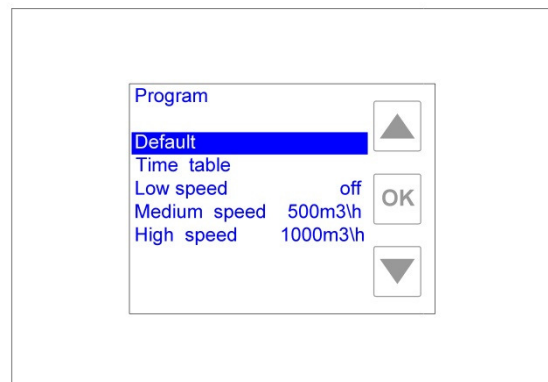 Program
Default
Time table
Low speed off
Medium speed 500m3\h
High speed 1000m3\h
OK